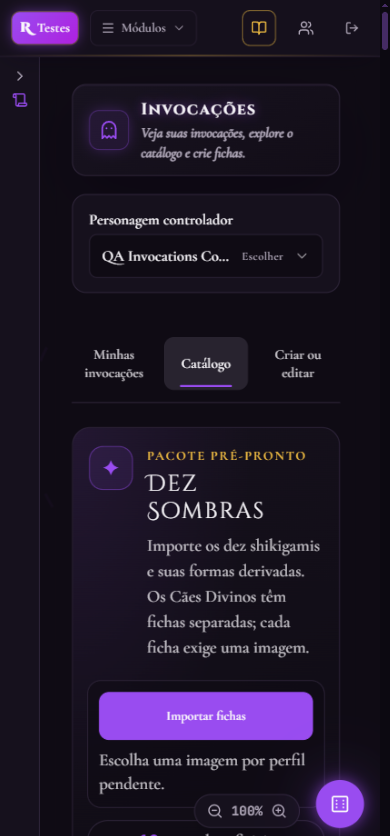 R Testes
Módulos
INVOCAÇÕES
Veja suas invocações, explore o
catálogo e crie fichas.
Personagem controlador
QA Invocations Co... Escolher
Minhas
invocações
Catálogo
Criar ou
editar
PACOTE PRÉ-PRONTO
DEZ
SOMBRAS
Importe os dez shikigamis
e suas formas derivadas.
Os Cães Divinos têm
fichas separadas; cada
ficha exige uma imagem.
Importar fichas
Escolha uma imagem por perfil
pendente.
100%